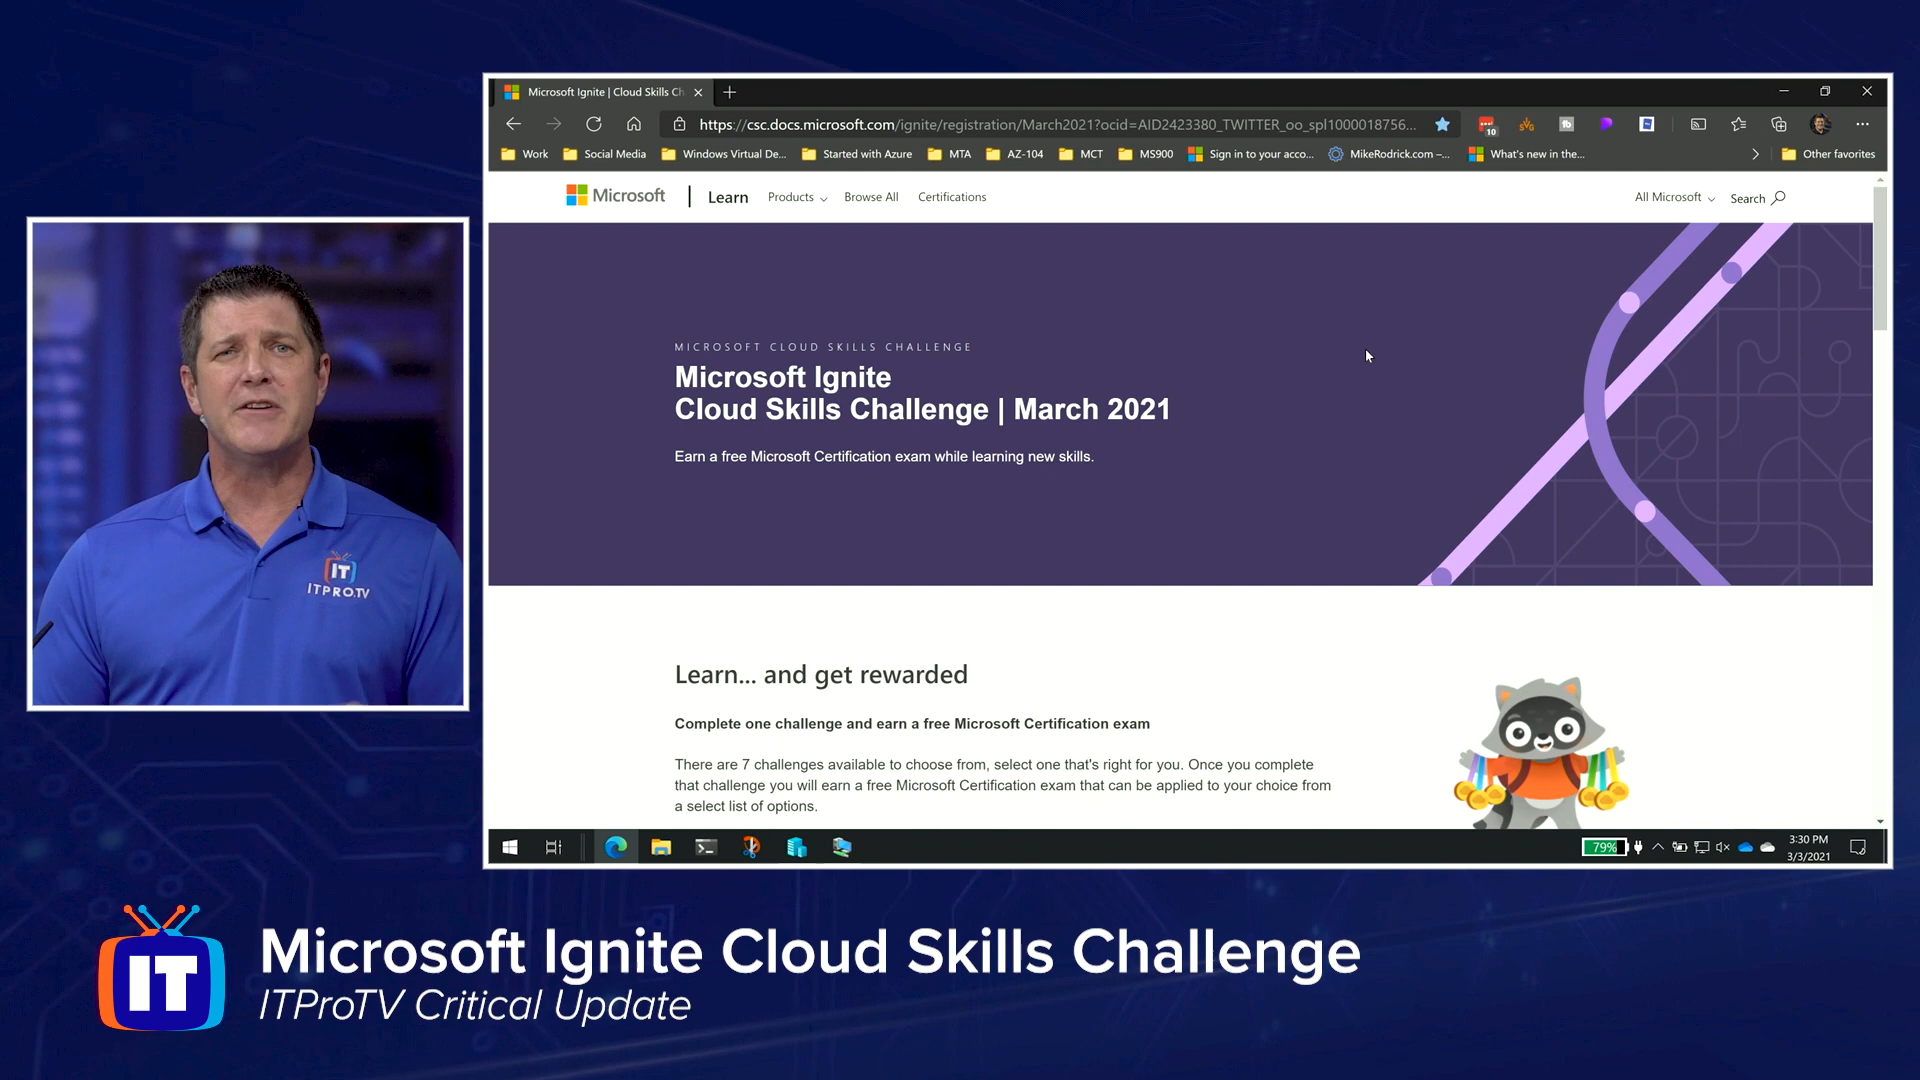 Microsoft Ignite | Cloud Skills Ch
https://csc.docs.microsoft.com/ignite/registration/March2021?ocid=AID2423380_TWITTER_oo_spl1000018756...
10
Work
Social Media
Windows Virtual De...
Started with Azure
MTA
AZ-104
MCT
MS900
Sign in to your acco...
MikeRodrick.com –...
What's new in the...
Other favorites
Microsoft
Learn
Products
Browse All
Certifications
All Microsoft
Search
MICROSOFT CLOUD SKILLS CHALLENGE
Microsoft Ignite
Cloud Skills Challenge | March 2021
Earn a free Microsoft Certification exam while learning new skills.
IT
ITPRO.TV
Learn... and get rewarded
Complete one challenge and earn a free Microsoft Certification exam
There are 7 challenges available to choose from, select one that's right for you. Once you complete
that challenge you will earn a free Microsoft Certification exam that can be applied to your choice from
a select list of options.
79%
3:30 PM
3/3/2021
IT
Microsoft Ignite Cloud Skills Challenge
ITProTV Critical Update